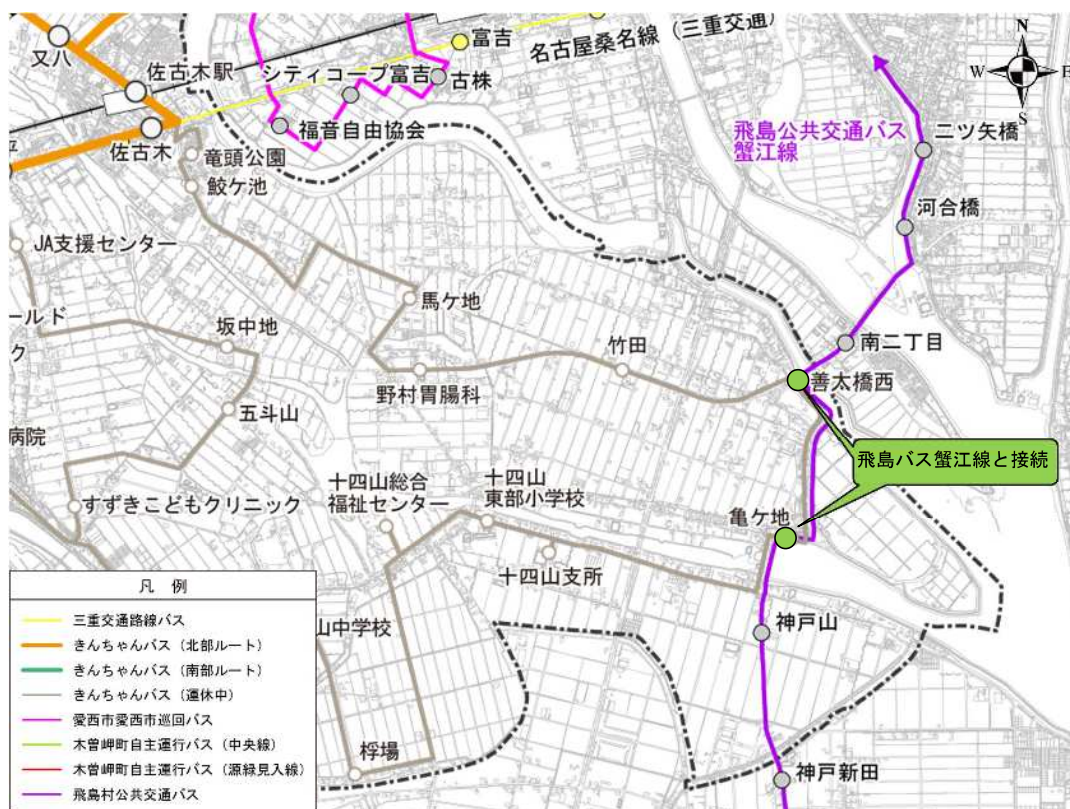 又八
佐古木駅
シティコープ富吉
富吉
名古屋桑名線(三重交通)
古株
福音自由協会
佐古木
竜頭公園
鮫ケ池
飛島公共交通バス
蟹江線
二ツ矢橋
河合橋
N
W
E
S
JA支援センター
ールド
ク
坂中地
馬ケ地
南二丁目
野村胃腸科
竹田
善太橋西
五斗山
病院
飛島バス蟹江線と接続
すずきこどもクリニック
十四山総合
福祉センター
十四山
東部小学校
亀ケ地
十四山支所
神戸山
山中学校
桴場
神戸新田
凡 例
三重交通路線バス
きんちゃんバス(北部ルート)
きんちゃんバス(南部ルート)
きんちゃんバス(運休中)
愛西市愛西市巡回バス
木曽岬町自主運行バス(中央線)
木曽岬町自主運行バス(源緑見入線)
飛島村公共交通バス